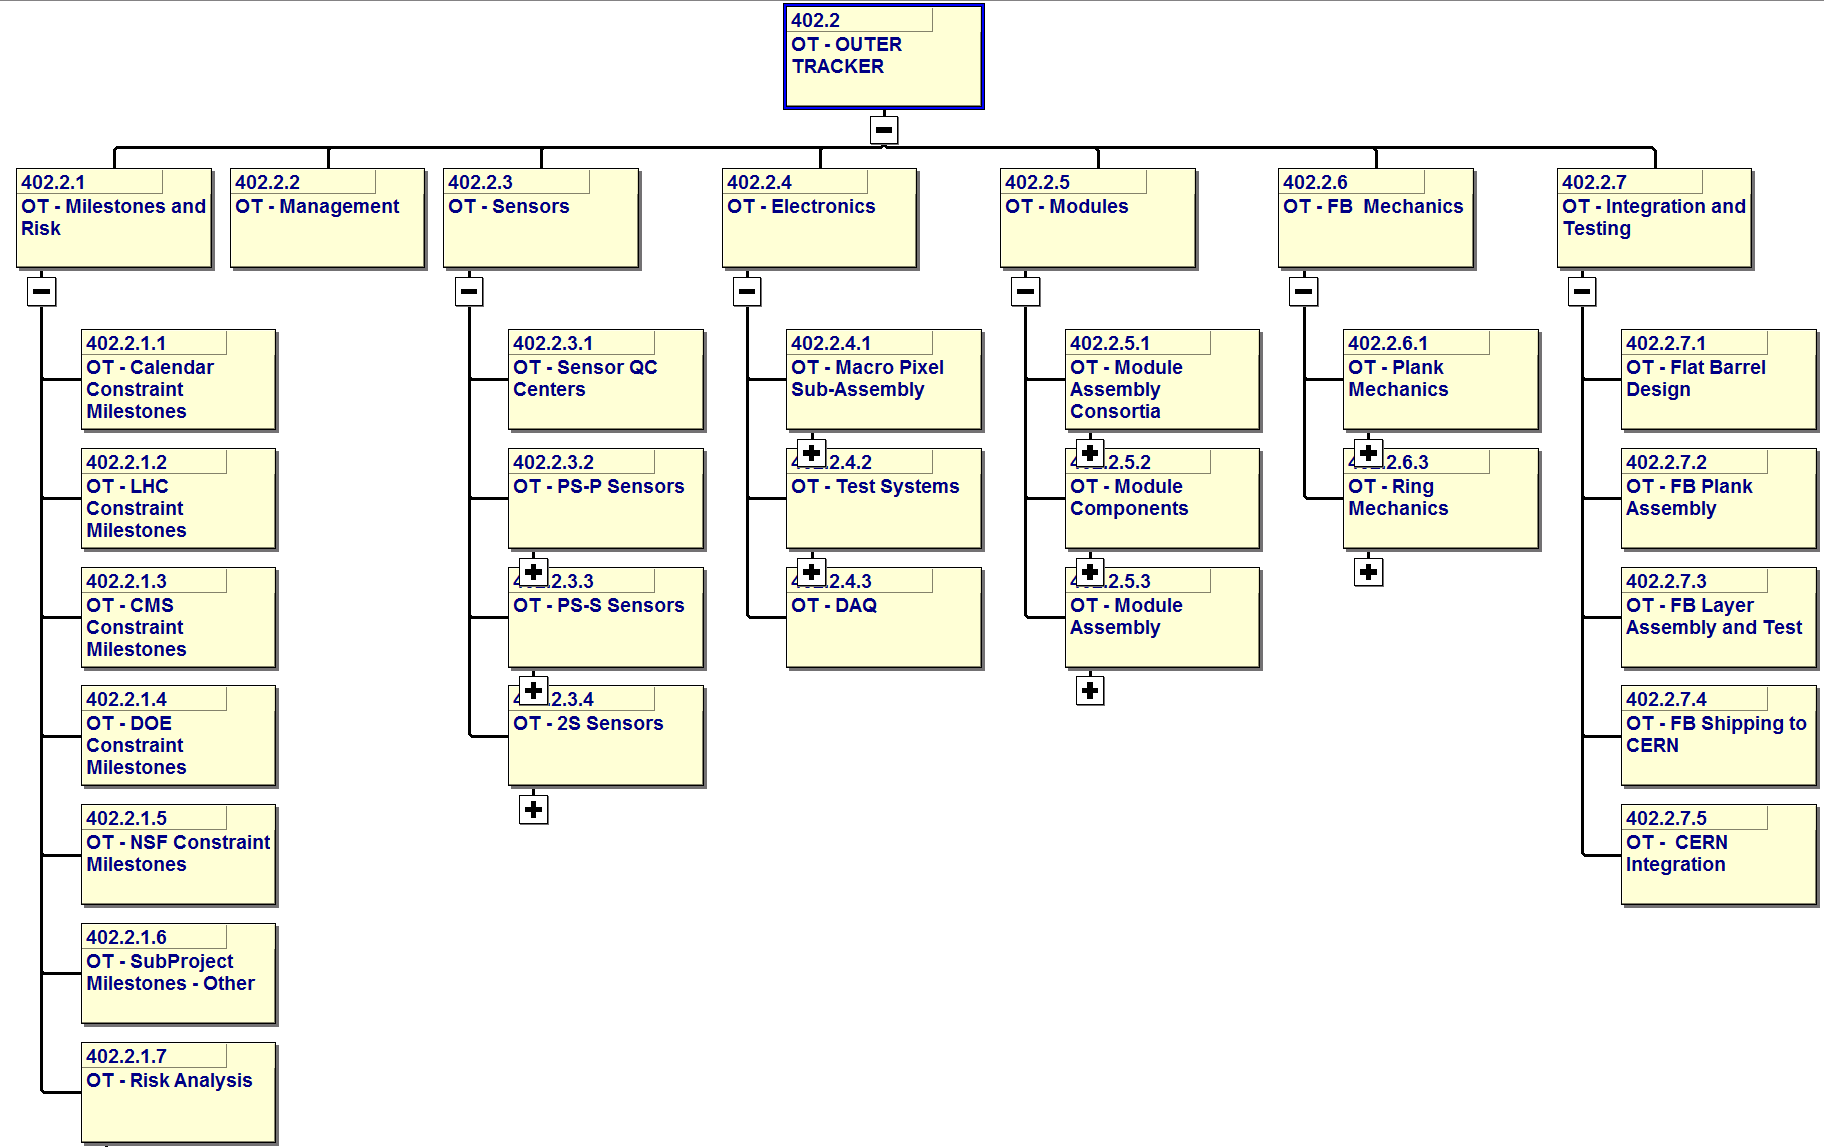 402.2
OT - OUTER
TRACKER
402.2.1
OT - Milestones and
Risk
402.2.2
OT - Management
402.2.3
OT - Sensors
402.2.4
OT - Electronics
402.2.5
OT - Modules
402.2.6
OT - FB  Mechanics
402.2.7
OT - Integration and
Testing
402.2.1.1
OT - Calendar
Constraint
Milestones
402.2.1.2
OT - LHC
Constraint
Milestones
402.2.1.3
OT - CMS
Constraint
Milestones
402.2.1.4
OT - DOE
Constraint
Milestones
402.2.1.5
OT - NSF Constraint
Milestones
402.2.1.6
OT - SubProject
Milestones - Other
402.2.1.7
OT - Risk Analysis
402.2.3.1
OT - Sensor QC
Centers
402.2.3.2
OT - PS-P Sensors
402.2.3.3
OT - PS-S Sensors
402.2.3.4
OT - 2S Sensors
402.2.4.1
OT - Macro Pixel
Sub-Assembly
402.2.4.2
OT - Test Systems
402.2.4.3
OT - DAQ
402.2.5.1
OT - Module
Assembly
Consortia
402.2.5.2
OT - Module
Components
402.2.5.3
OT - Module
Assembly
402.2.6.1
OT - Plank
Mechanics
402.2.6.3
OT - Ring
Mechanics
402.2.7.1
OT - Flat Barrel
Design
402.2.7.2
OT - FB Plank
Assembly
402.2.7.3
OT - FB Layer
Assembly and Test
402.2.7.4
OT - FB Shipping to
CERN
402.2.7.5
OT -  CERN
Integration